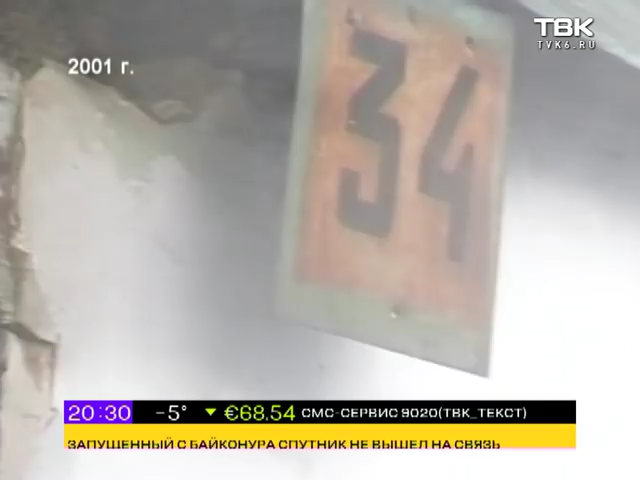 ТВК
TVK6.RU
2001 г.
34
20:30 -5° ▼ €68.54 СМС-СЕРВИС 9020(ТВК_ТЕКСТ)
ЗАПУЩЕННЫЙ С БАЙКОНУРА СПУТНИК НЕ ВЫШЕЛ НА СВЯЗЬ